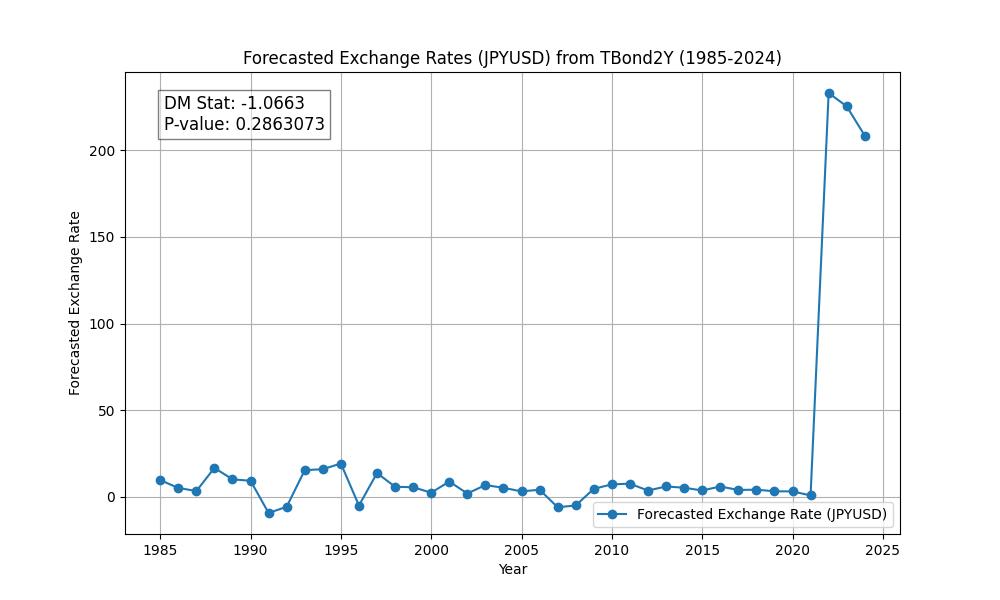 Forecasted Exchange Rates (JPYUSD) from TBond2Y (1985-2024)
DM Stat: -1.0663
P-value: 0.2863073
Forecasted Exchange Rate
200
150
100
50
0
Forecasted Exchange Rate (JPYUSD)
1985 1990 1995 2000 2005 2010 2015 2020 2025
Year